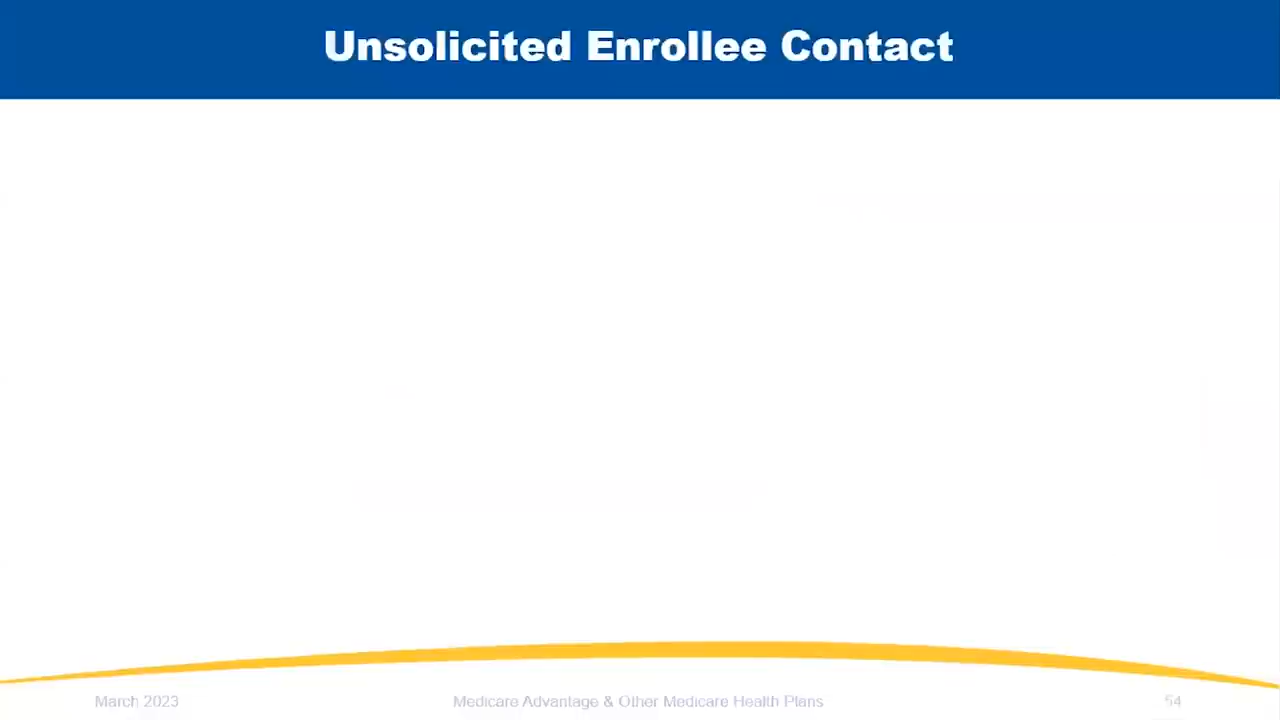 Unsolicited Enrollee Contact
March 2023
Medicare Advantage & Other Medicare Health Plans
54